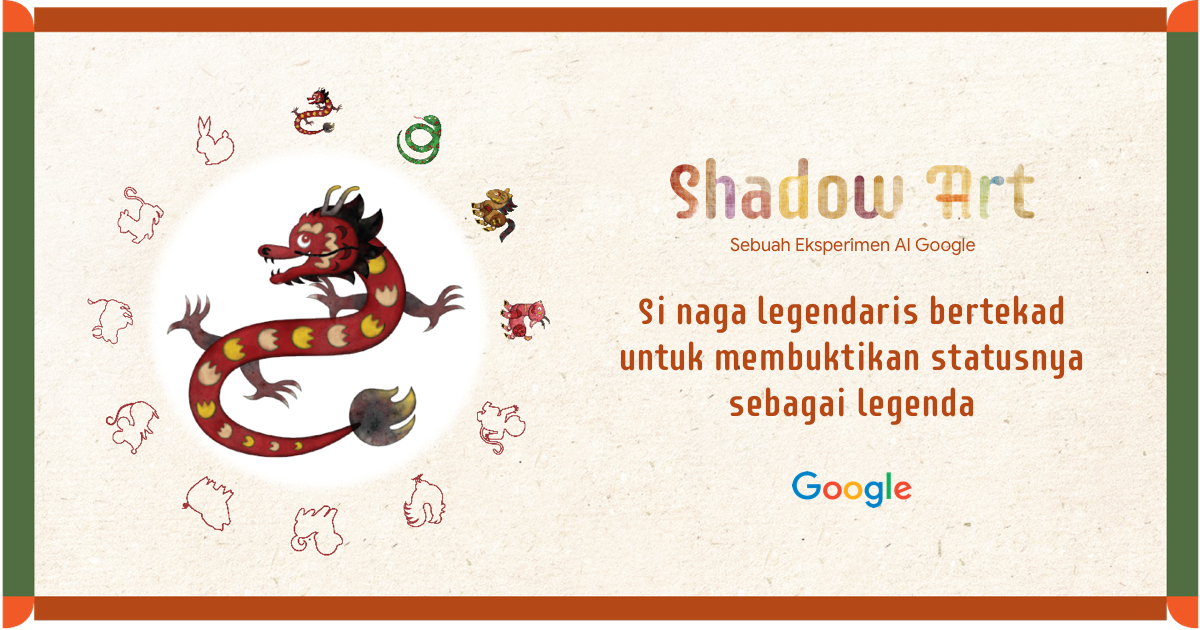 Shadow Art
Sebuah Eksperimen AI Google
Si naga legendaris bertekad
untuk membuktikan statusnya
sebagai legenda
Google